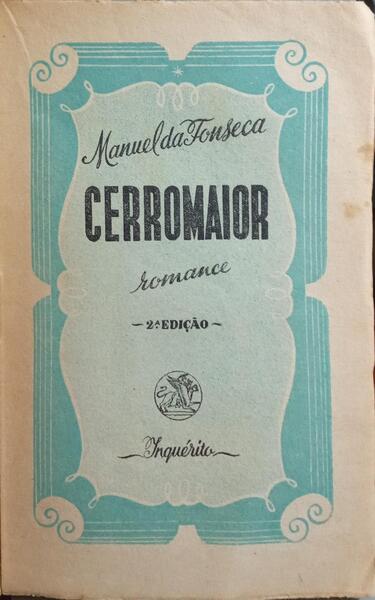 Manuel da Fonseca
CERROMAIOR
romance
-2ª EDIÇÃO-
Inquérito